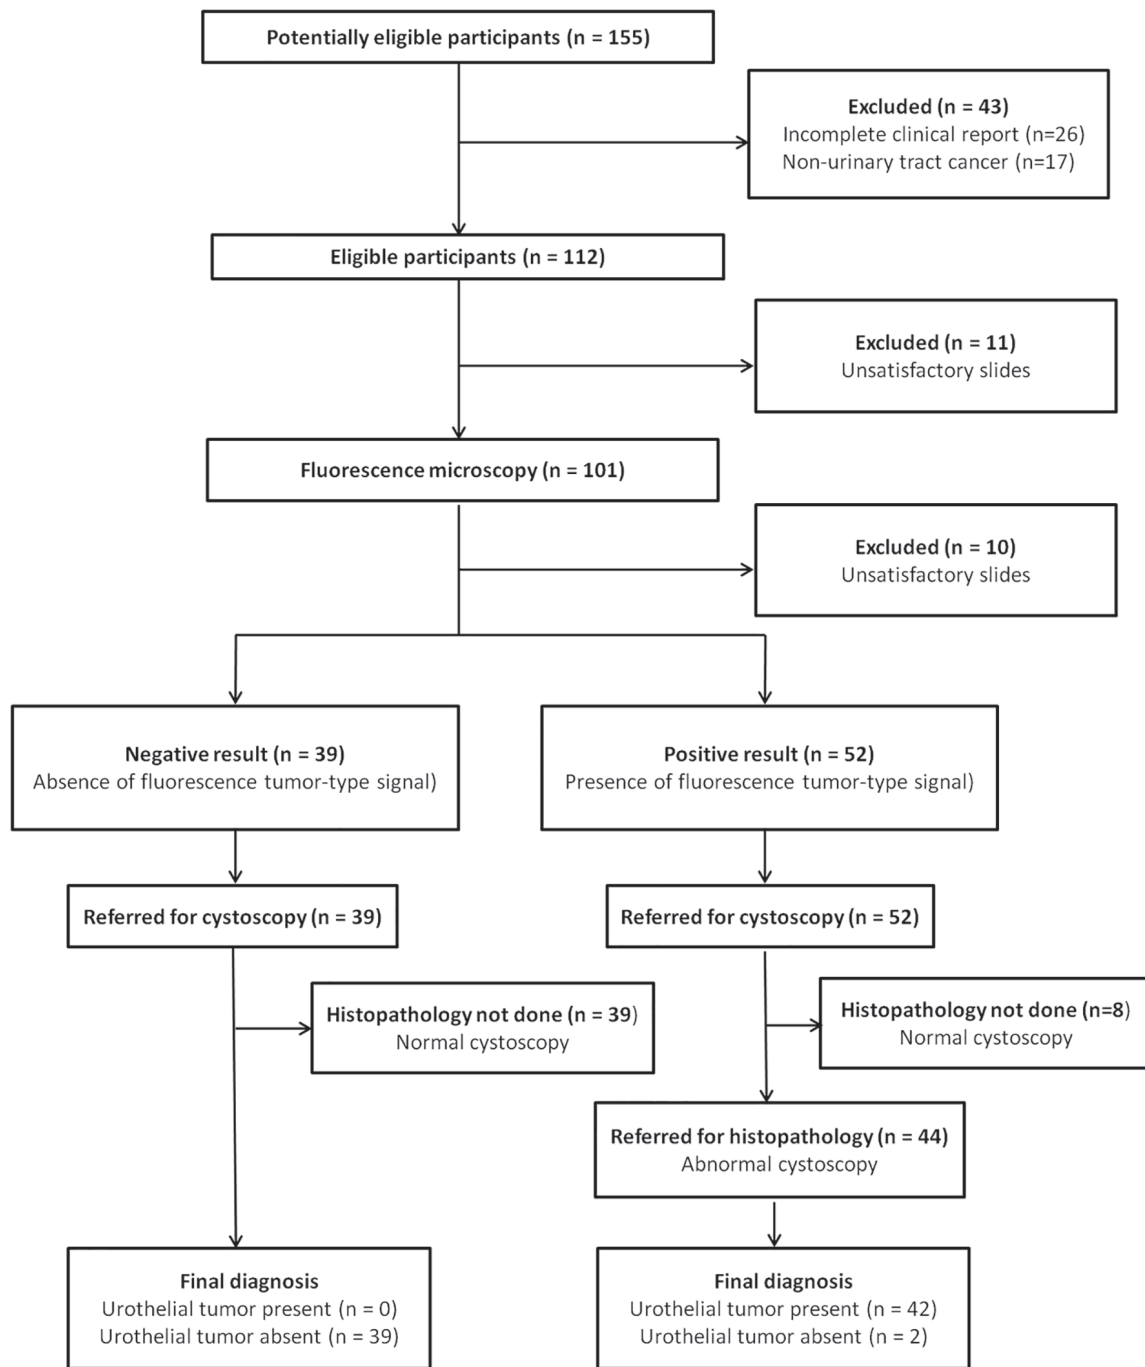 Potentially eligible participants (n = 155)
Excluded (n = 43)
Incomplete clinical report (n=26)
Non-urinary tract cancer (n=17)
Eligible participants (n = 112)
Excluded (n = 11)
Unsatisfactory slides
Fluorescence microscopy (n = 101)
Excluded (n = 10)
Unsatisfactory slides
Negative result (n = 39)
Absence of fluorescence tumor-type signal)
Positive result (n = 52)
Presence of fluorescence tumor-type signal)
Referred for cystoscopy (n = 39)
Referred for cystoscopy (n = 52)
Histopathology not done (n = 39)
Normal cystoscopy
Histopathology not done (n=8)
Normal cystoscopy
Referred for histopathology (n = 44)
Abnormal cystoscopy
Final diagnosis
Urothelial tumor present (n = 0)
Urothelial tumor absent (n = 39)
Final diagnosis
Urothelial tumor present (n = 42)
Urothelial tumor absent (n = 2)